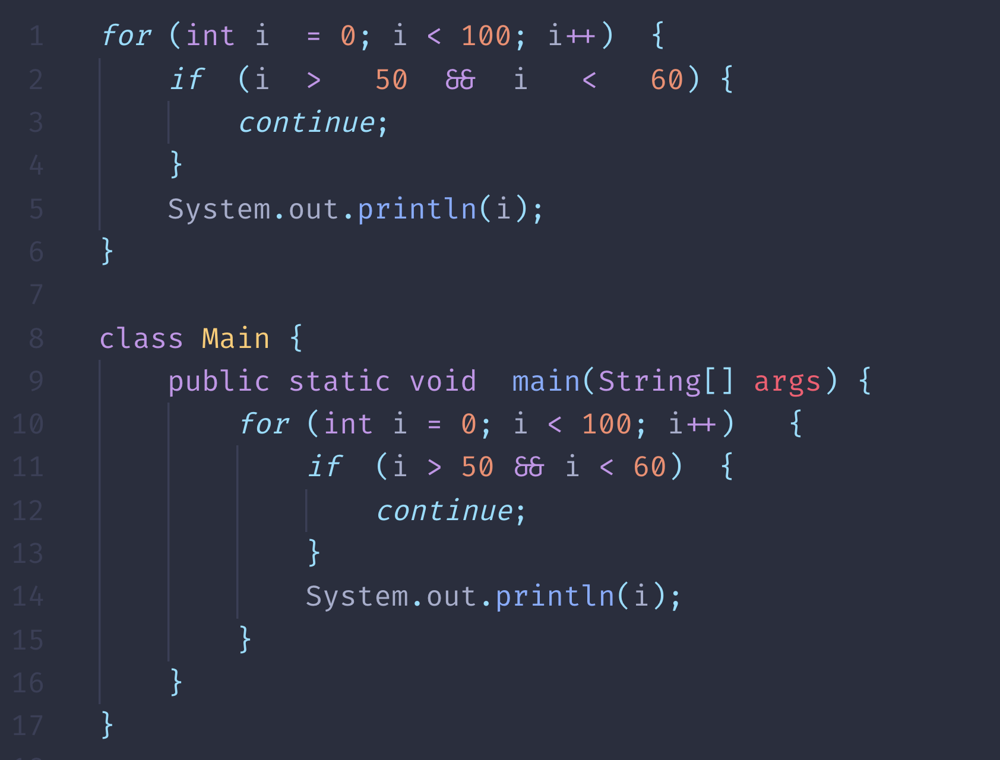 1 for (int i  = 0; i < 100; i++)  {
2     if  (i  >   50  &&  i   <   60) {
3         continue;
4     }
5     System.out.println(i);
6 }
7
8 class Main {
9     public static void  main(String[] args) {
10         for (int i = 0; i < 100; i++)   {
11             if  (i > 50 && i < 60)  {
12                 continue;
13             }
14             System.out.println(i);
15         }
16     }
17 }